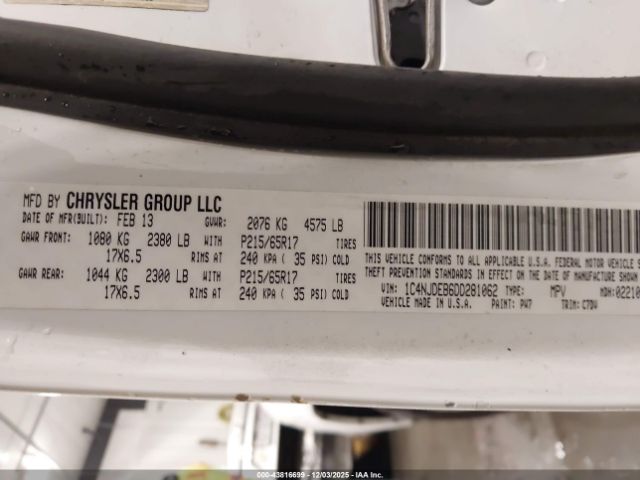 MFD BY CHRYSLER GROUP LLC
DATE OF MFR(BUILT): FEB 13 GVWR: 2076 KG 4575 LB
GAWR FRONT: 1080 KG 2380 LB WITH P215/65R17 TIRES
17X6.5 RIMS AT 240 KPA ( 35 PSI) COLD
GAWR REAR: 1044 KG 2300 LB WITH P215/65R17 TIRES
17X6.5 RIMS AT 240 KPA ( 35 PSI) COLD
THIS VEHICLE CONFORMS TO ALL APPLICABLE U.S.A. FEDERAL MOTOR VEHICLE S
THEFT PREVENTION STANDARDS IN EFFECT ON THE DATE OF MANUFACTURE SHOWN
VIN: 1C4NJDEB6DD281062 TYPE: MPV MDH: 02210
VEHICLE MADE IN U.S.A. PAINT: PW7 TRIM: C7DV
000-43816699 - 12/03/2025 - IAA Inc.